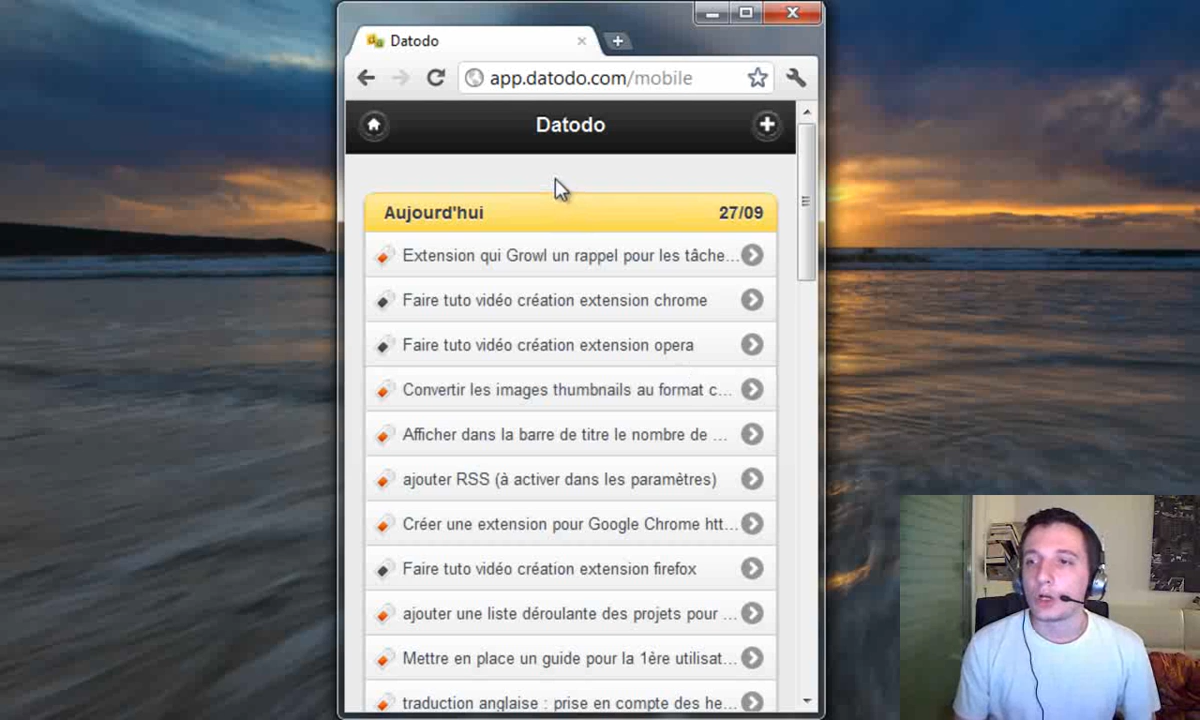 Datodo
app.datodo.com/mobile
Datodo
Aujourd'hui 27/09
Extension qui Growl un rappel pour les tâche...
Faire tuto vidéo création extension chrome
Faire tuto vidéo création extension opera
Convertir les images thumbnails au format c...
Afficher dans la barre de titre le nombre de ...
ajouter RSS (à activer dans les paramètres)
Créer une extension pour Google Chrome htt...
Faire tuto vidéo création extension firefox
ajouter une liste déroulante des projets pour ...
Mettre en place un guide pour la 1ère utilisat...
traduction anglaise : prise en compte des he...